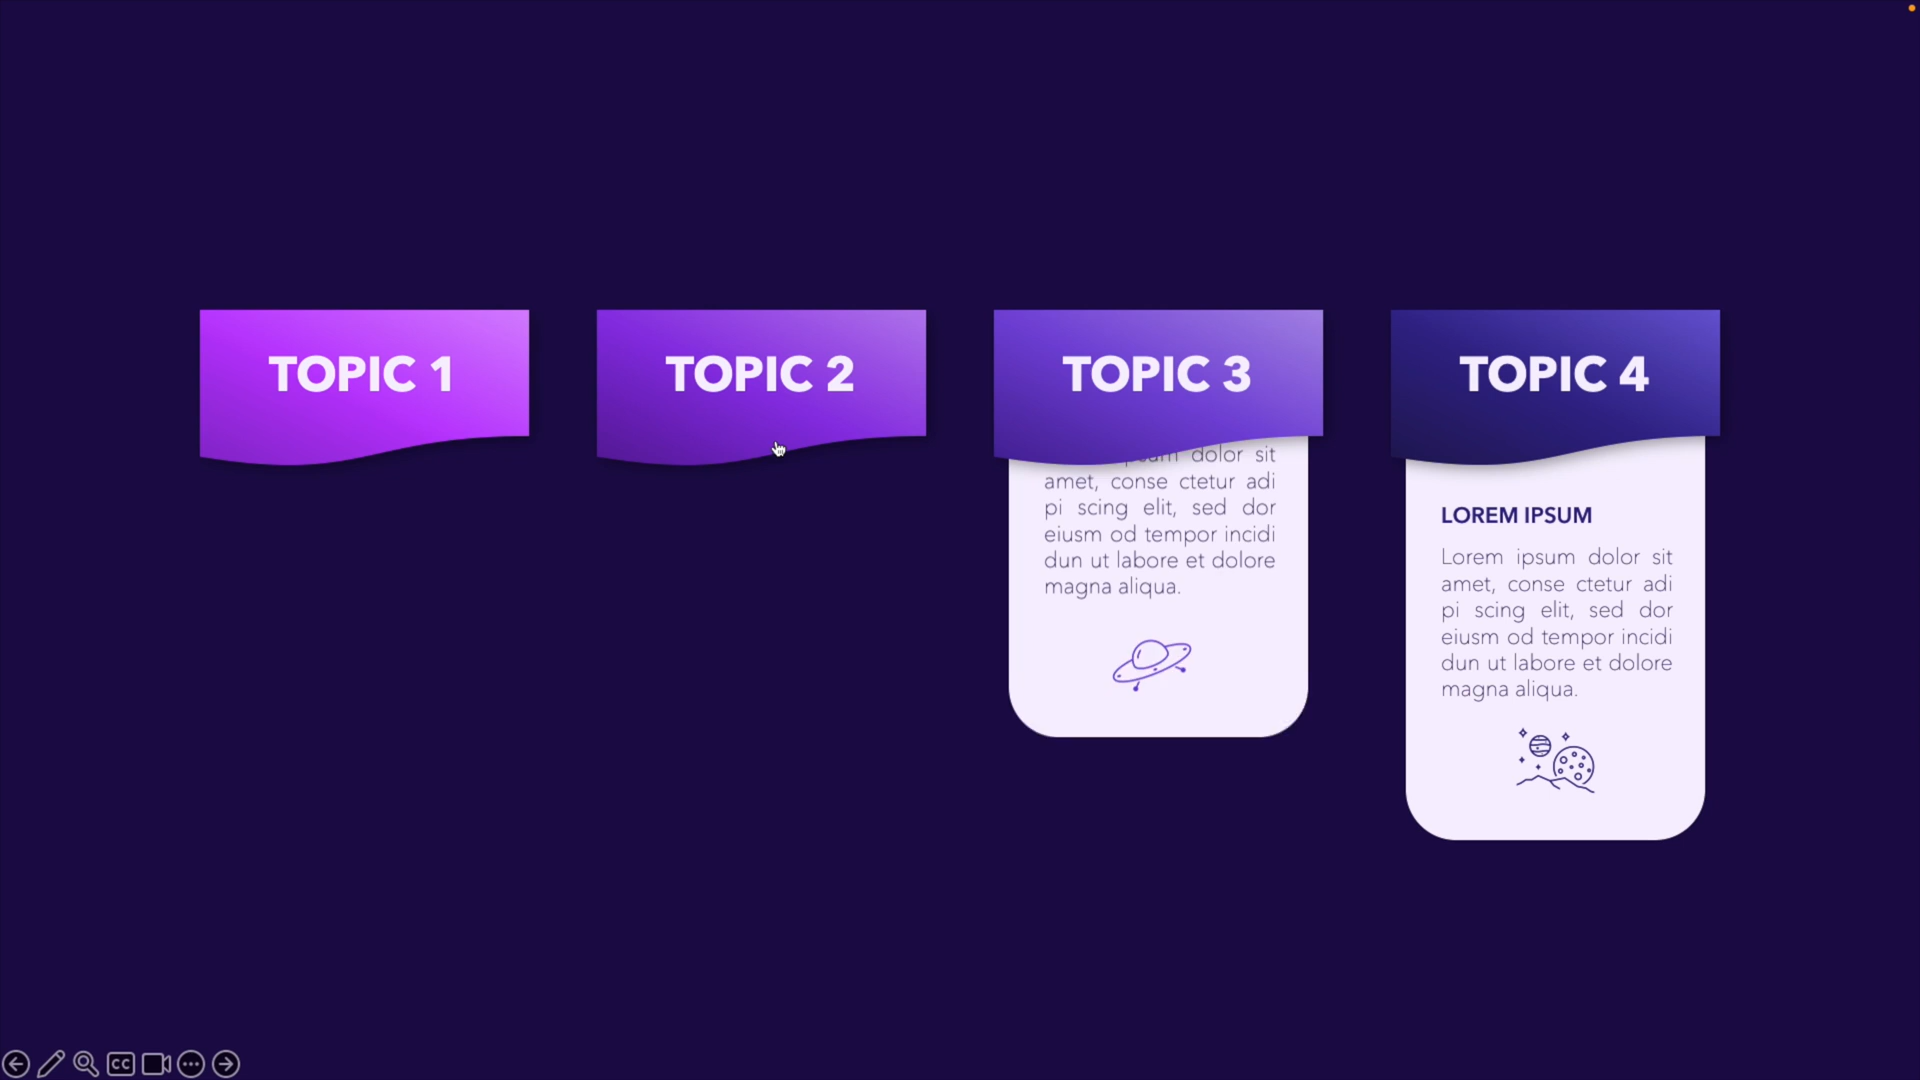 TOPIC 1
TOPIC 2
TOPIC 3
TOPIC 4
dolor sit
amet, conse ctetur adi
pi scing elit, sed dor
eiusm od tempor incidi
dun ut labore et dolore
magna aliqua.
LOREM IPSUM
Lorem ipsum dolor sit
amet, conse ctetur adi
pi scing elit, sed dor
eiusm od tempor incidi
dun ut labore et dolore
magna aliqua.
CC